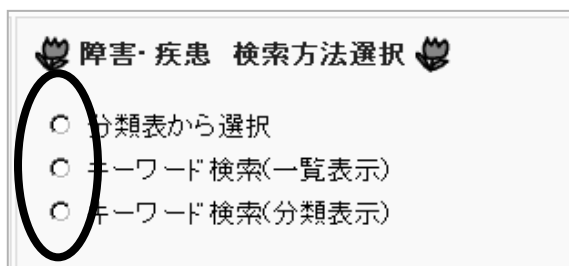 障害・疾患 検索方法選択
分類表から選択
キーワード検索(一覧表示)
キーワード検索(分類表示)